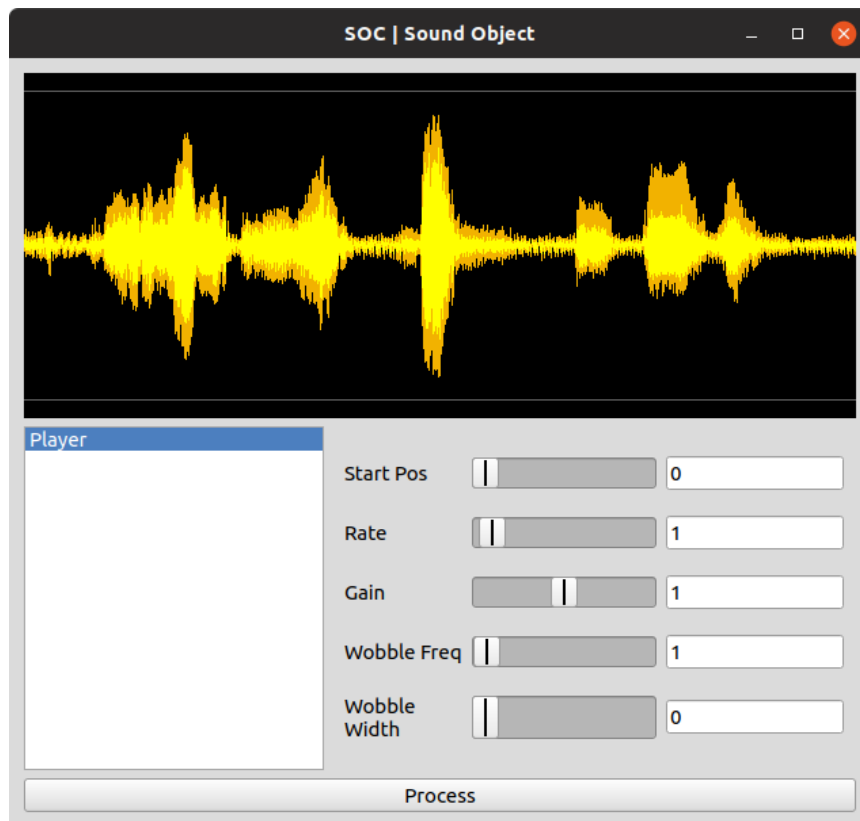 SOC | Sound Object
Player
Start Pos
0
Rate
1
Gain
1
Wobble Freq
1
Wobble
Width
0
Process